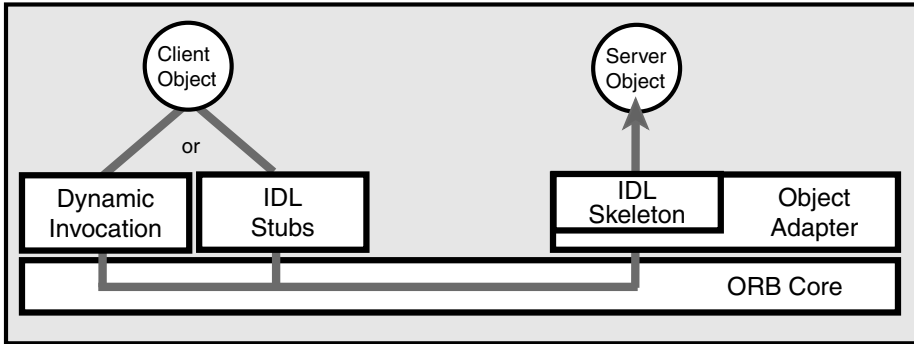 Client
Object
Server
Object
or
Dynamic
Invocation
IDL
Stubs
IDL
Skeleton
Object
Adapter
ORB Core